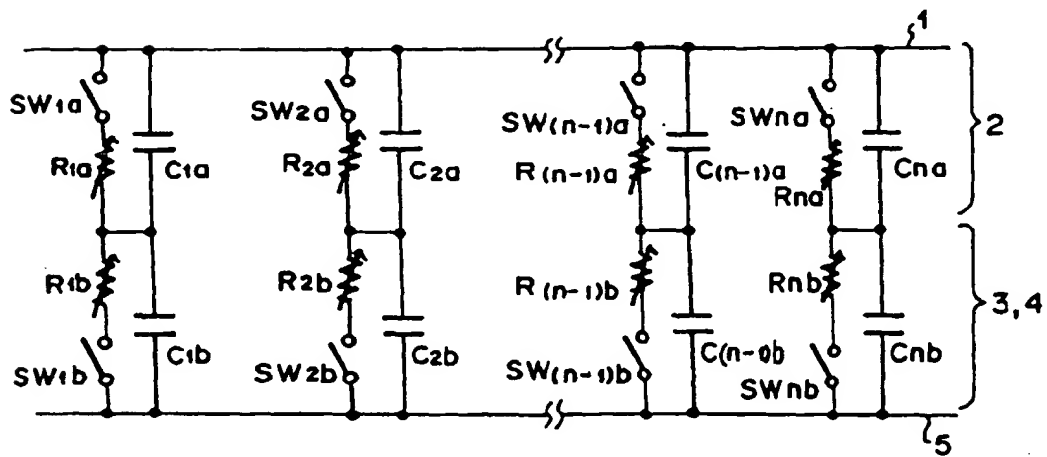 1
SW1a SW2a SW(n-1)a SWna 2
R1a C1a R2a C2a R(n-1)a C(n-1)a Rna Cna
R1b R2b R(n-1)b Rnb 3,4
C1b C2b C(n-1)b Cnb
SW1b SW2b SW(n-1)b SWnb
5